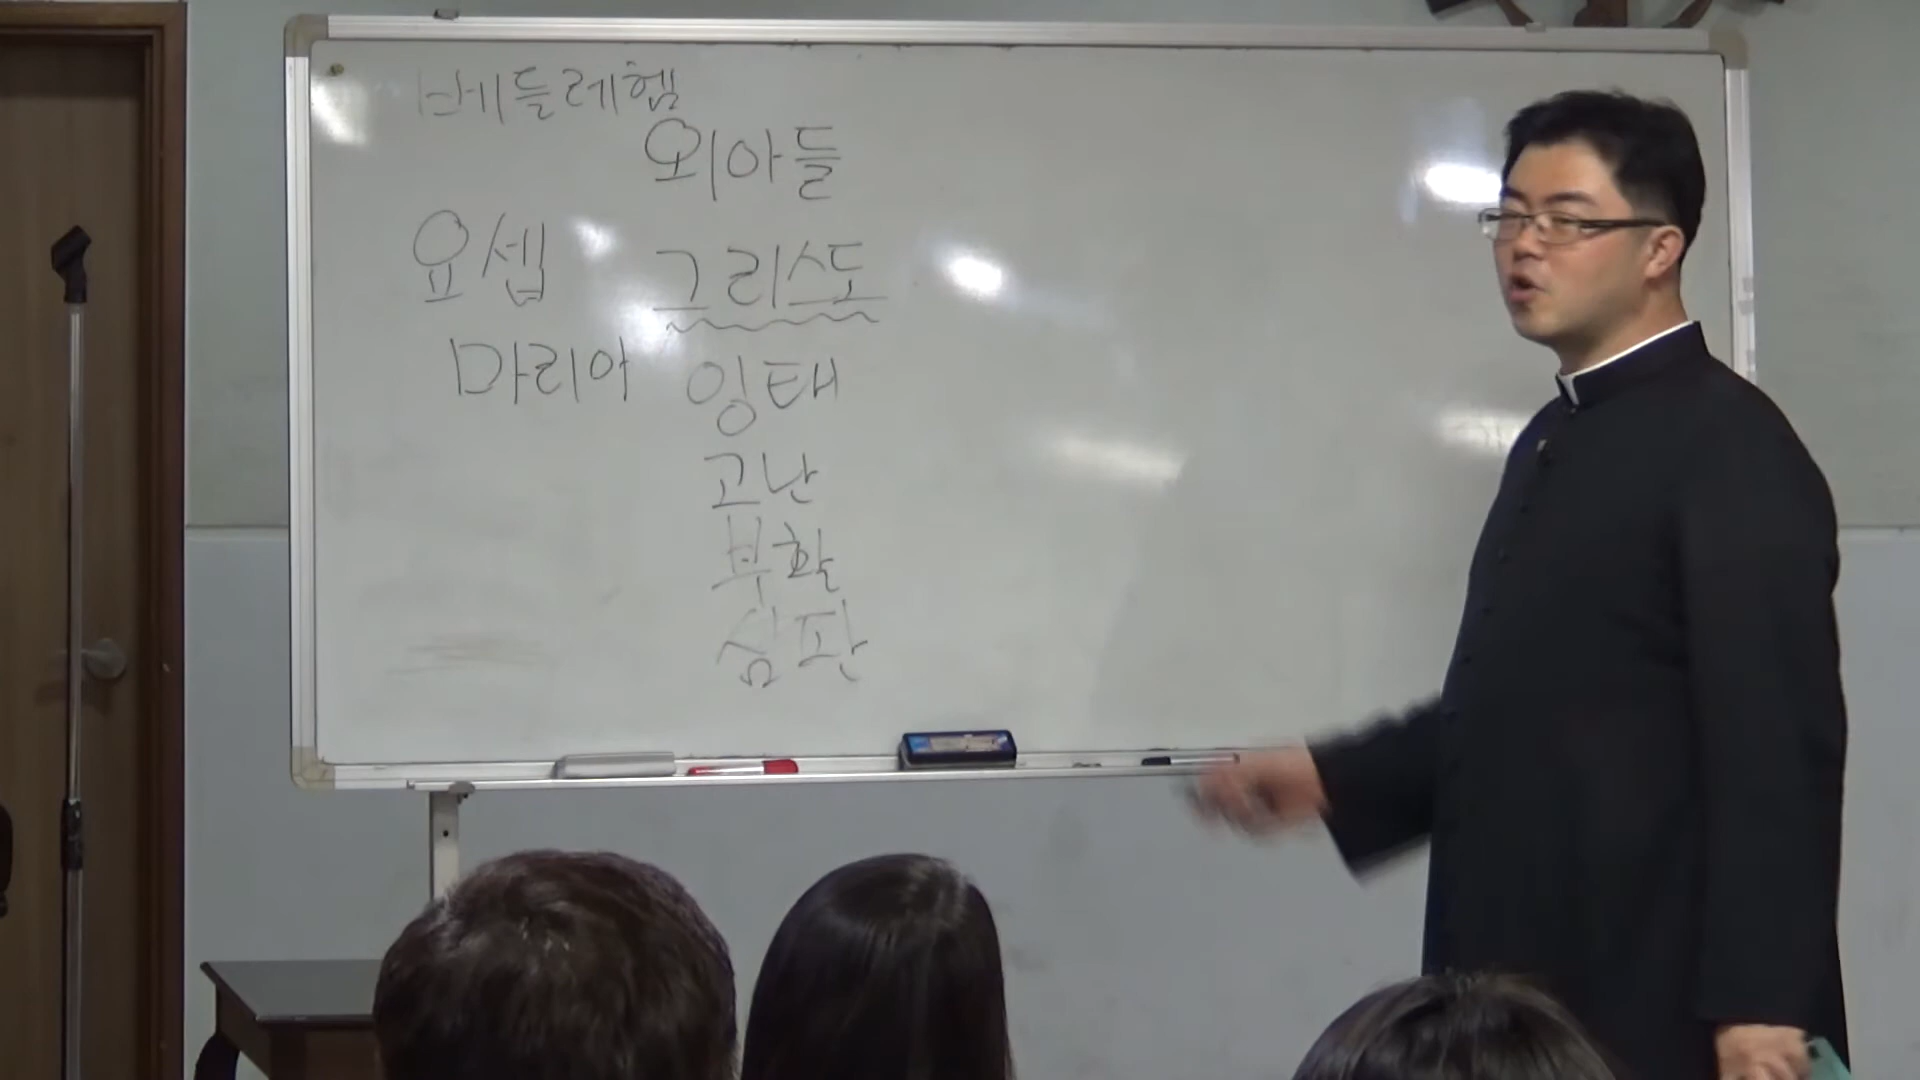 베들레헴
외아들
요셉 그리스도
마리아 잉태
고난
부활
심판